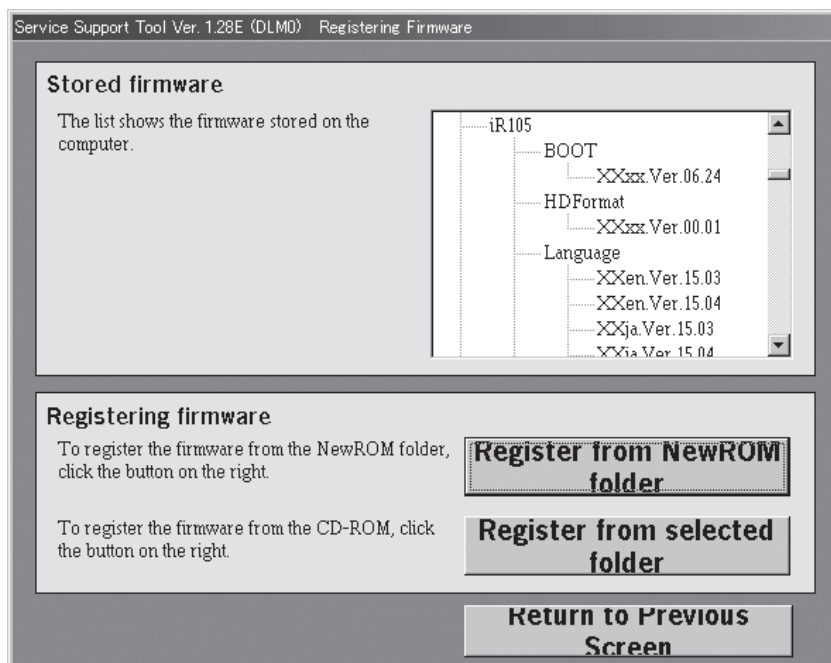 Service Support Tool Ver. 1.28E (DLM0) Registering Firmware
Stored firmware
The list shows the firmware stored on the
computer.
iR105
BOOT
XXxx.Ver.06.24
HDFormat
XXxx.Ver.00.01
Language
XXen.Ver.15.03
XXen.Ver.15.04
XXja.Ver.15.03
XXja.Ver.15.04
Registering firmware
To register the firmware from the NewROM folder,
click the button on the right.
Register from NewROM
folder
To register the firmware from the CD-ROM, click
the button on the right.
Register from selected
folder
Return to Previous
Screen